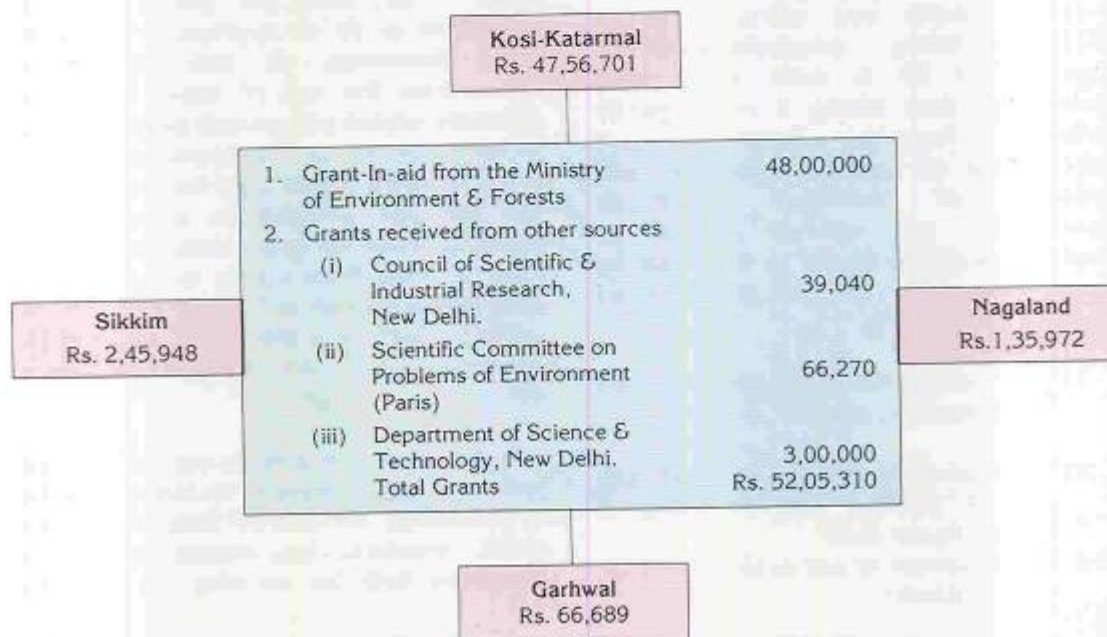 Kosi-Katarmal
Rs. 47,56,701
1. Grant-In-aid from the Ministry 48,00,000
of Environment & Forests
2. Grants received from other sources
(i) Council of Scientific &
Industrial Research, 39,040
New Delhi.
(ii) Scientific Committee on
Problems of Environment 66,270
(Paris)
(iii) Department of Science &
Technology, New Delhi. 3,00,000
Total Grants Rs. 52,05,310
Sikkim
Rs. 2,45,948
Nagaland
Rs.1,35,972
Garhwal
Rs. 66,689